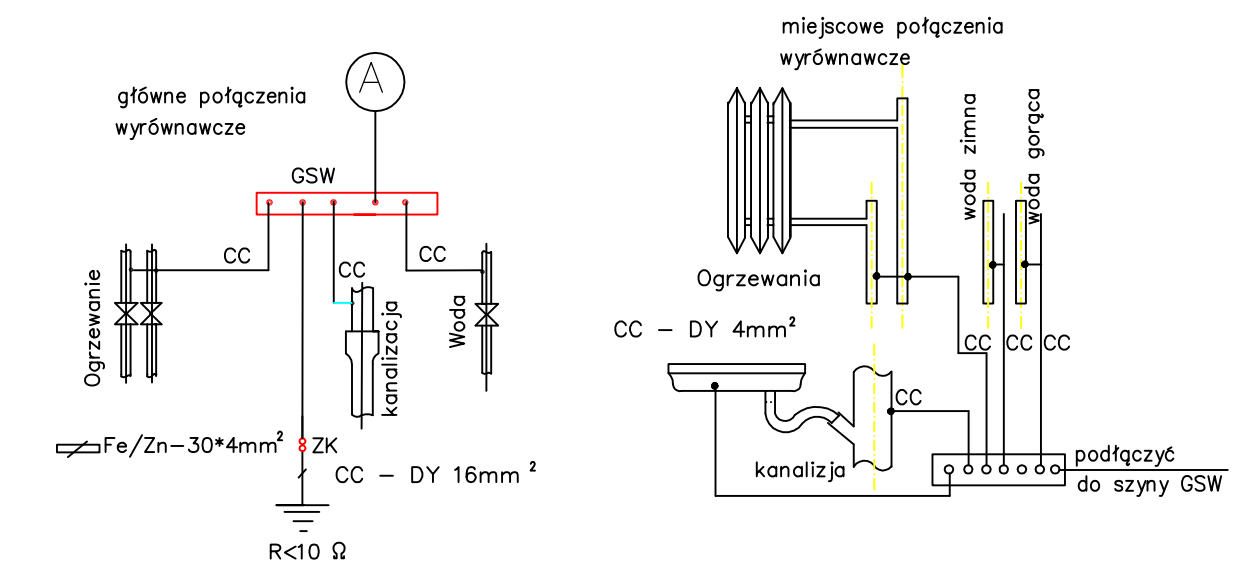 główne połączenia
wyrównawcze
A
GSW
CC
CC
CC
Ogrzewanie
kanalizacja
Woda
Fe/Zn-30*4mm²
ZK
CC - DY 16mm ²
R<10 Ω
miejscowe połączenia
wyrównawcze
woda zimna
woda gorąca
Ogrzewania
CC - DY 4mm²
CC
CC
CC
CC
kanalizja
podłączyć
do szyny GSW